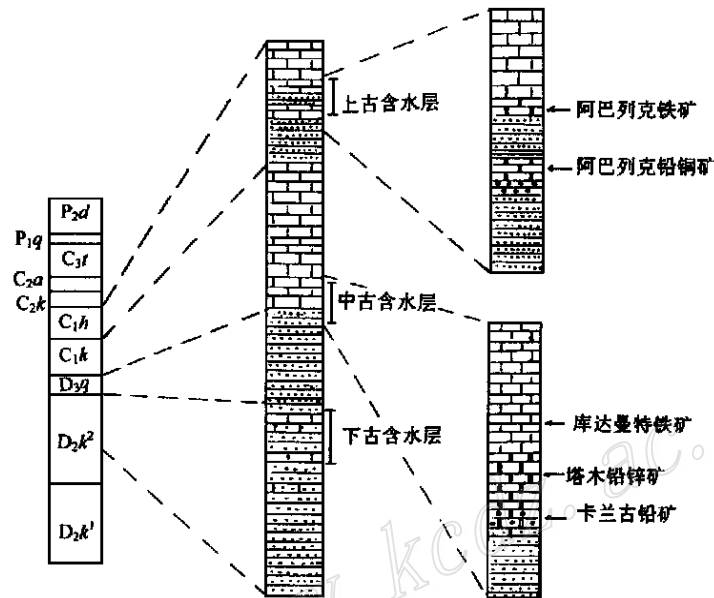 P₂d
P₁q
C₃t
C₂a
C₂k
C₁h
C₁k
D₃q
D₂k²
D₂k¹
上古含水层
中古含水层
下古含水层
阿巴列克铁矿
阿巴列克铅铜矿
库达曼特铁矿
塔木铅锌矿
卡兰古铅矿